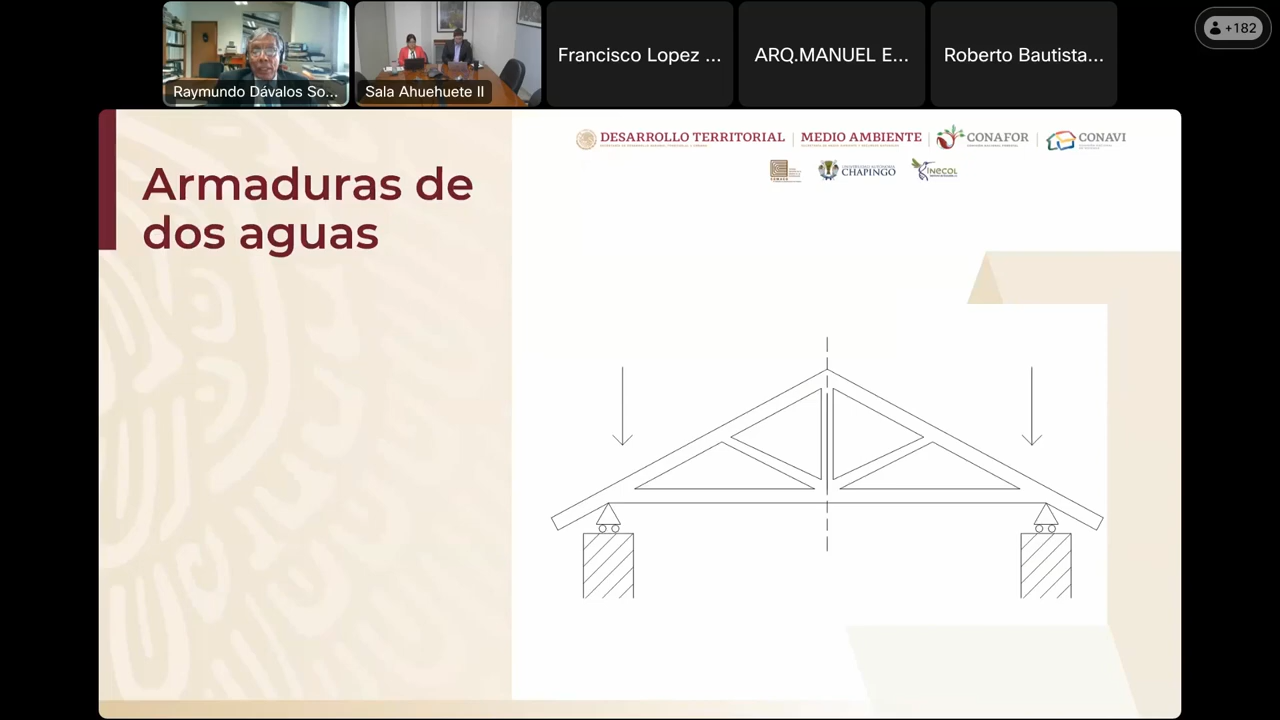 Raymundo Dávalos So...
Sala Ahuehuete II
Francisco Lopez ...
ARQ.MANUEL E...
Roberto Bautista...
+182
DESARROLLO TERRITORIAL
MEDIO AMBIENTE
CONAFOR
CONAVI
CHAPINGO
INECOL
Armaduras de
dos aguas